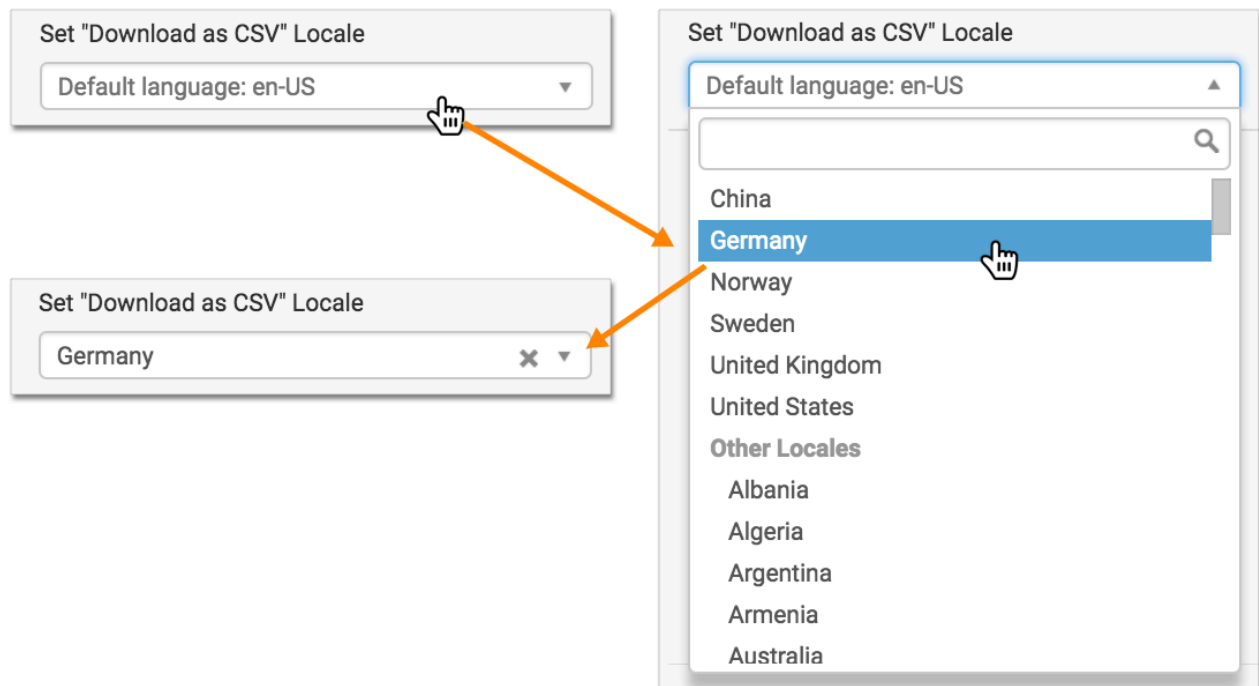 Set "Download as CSV" Locale
Default language: en-US
Set "Download as CSV" Locale
Germany
Set "Download as CSV" Locale
Default language: en-US
China
Germany
Norway
Sweden
United Kingdom
United States
Other Locales
Albania
Algeria
Argentina
Armenia
Australia